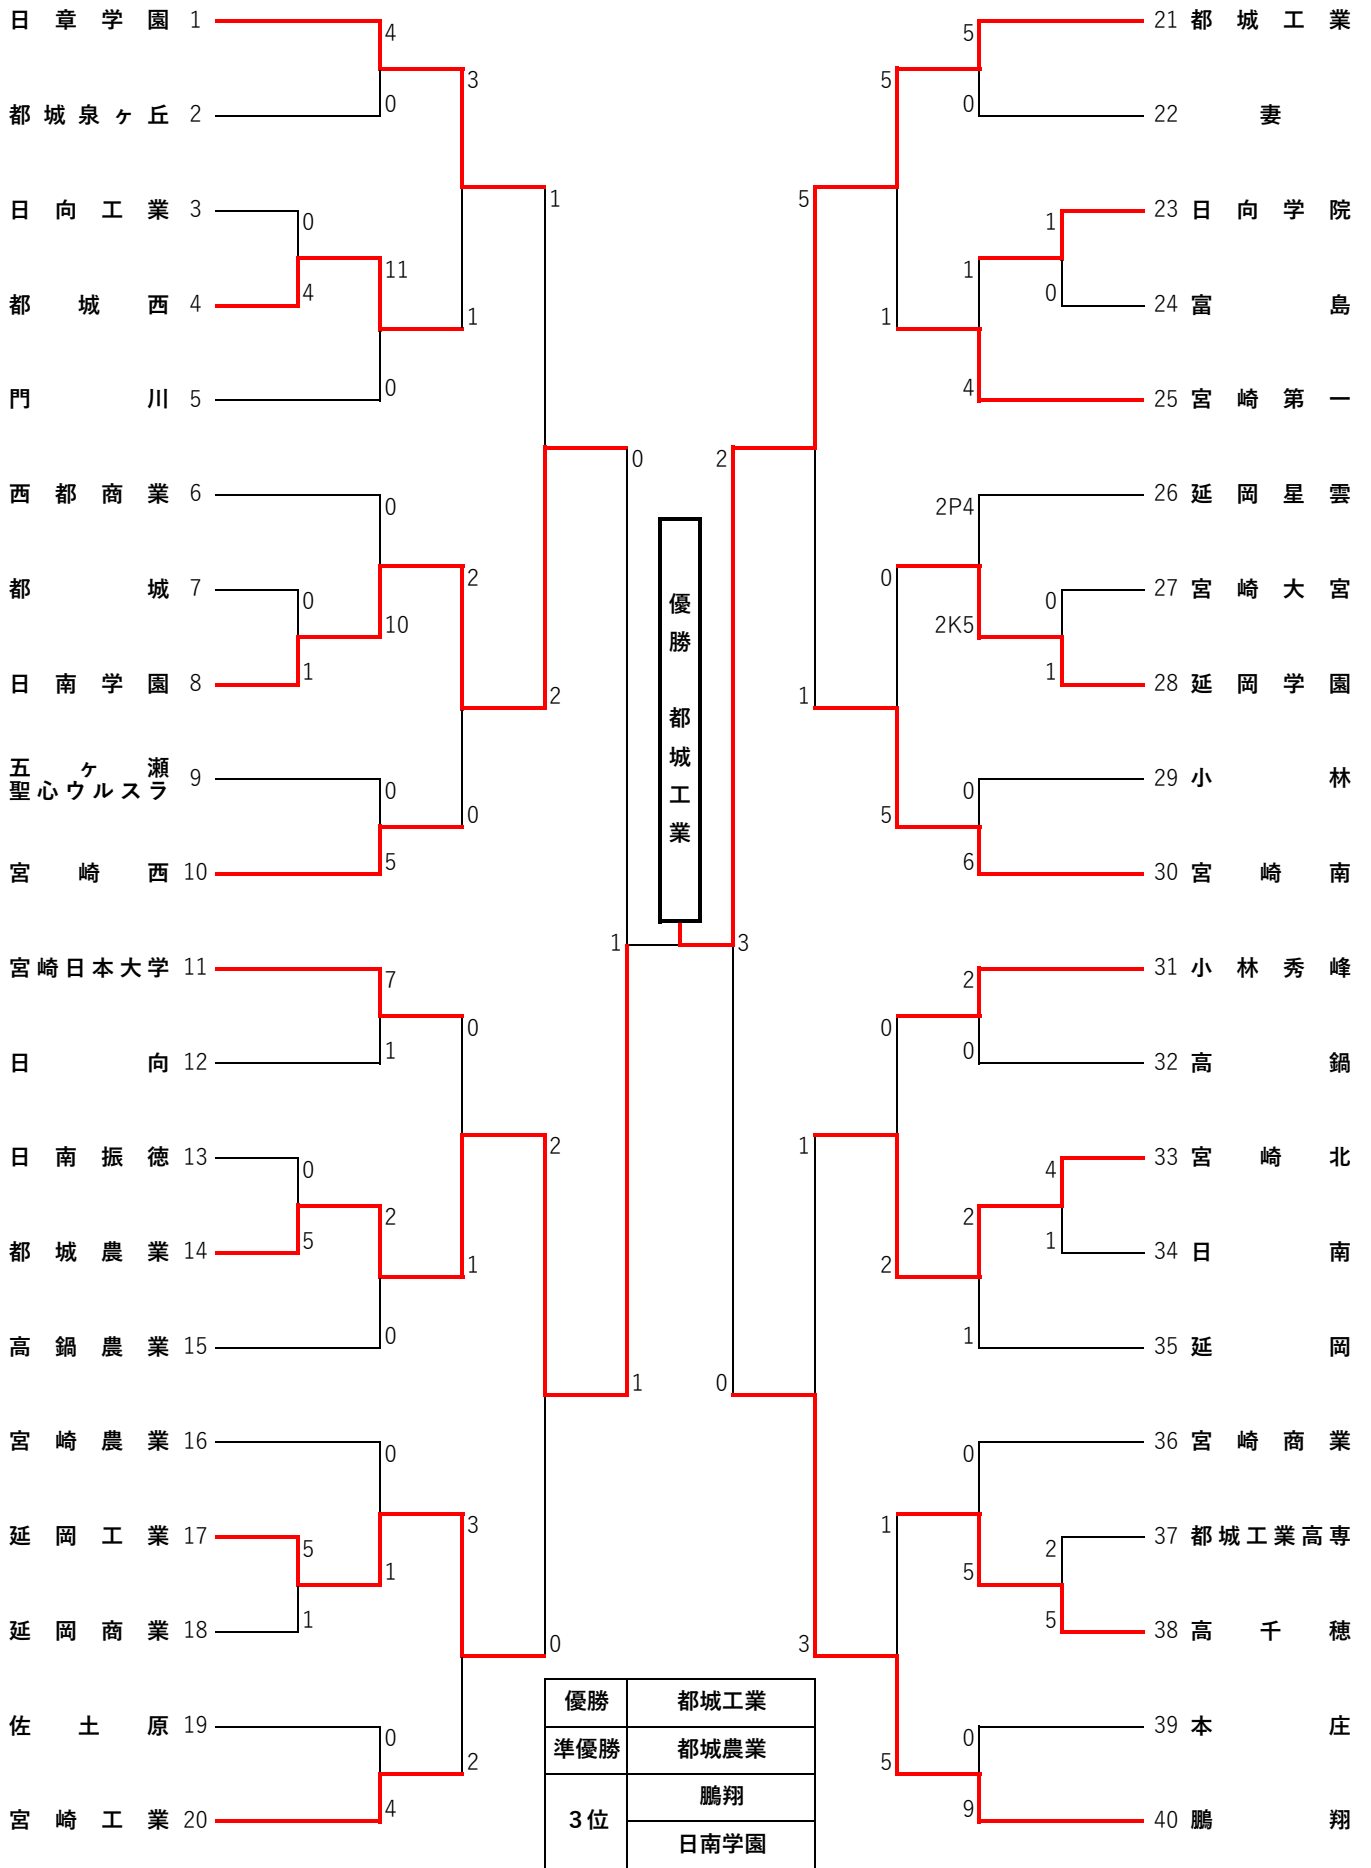 日章学園 1
4
3
都城泉ヶ丘 2
0
1
日向工業 3
0
11
都城西 4
4
1
門川 5
0
0
西都商業 6
0
2
都城 7
0
10
日南学園 8
1
2
五ヶ瀬
聖心ウルスラ 9
0
0
宮崎西 10
5
1
宮崎日本大学 11
7
0
日向 12
1
2
日南振徳 13
0
2
都城農業 14
5
1
高鍋農業 15
0
1
宮崎農業 16
0
3
延岡工業 17
5
1
延岡商業 18
1
0
佐土原 19
0
2
宮崎工業 20
4
優勝 都城工業
21 都城工業
5
5
22 妻
0
5
23 日向学院
1
1
24 富島
0
1
25 宮崎第一
4
2
26 延岡星雲
2P4
0
27 宮崎大宮
0
2K5
28 延岡学園
1
1
29 小林
0
5
30 宮崎南
6
3
31 小林秀峰
2
0
32 高鍋
0
1
33 宮崎北
4
2
34 日南
1
2
35 延岡
1
0
36 宮崎商業
0
1
37 都城工業高専
2
5
38 高千穂
5
3
39 本庄
0
5
40 鵬翔
9
優勝 都城工業
準優勝 都城農業
3位 鵬翔
日南学園